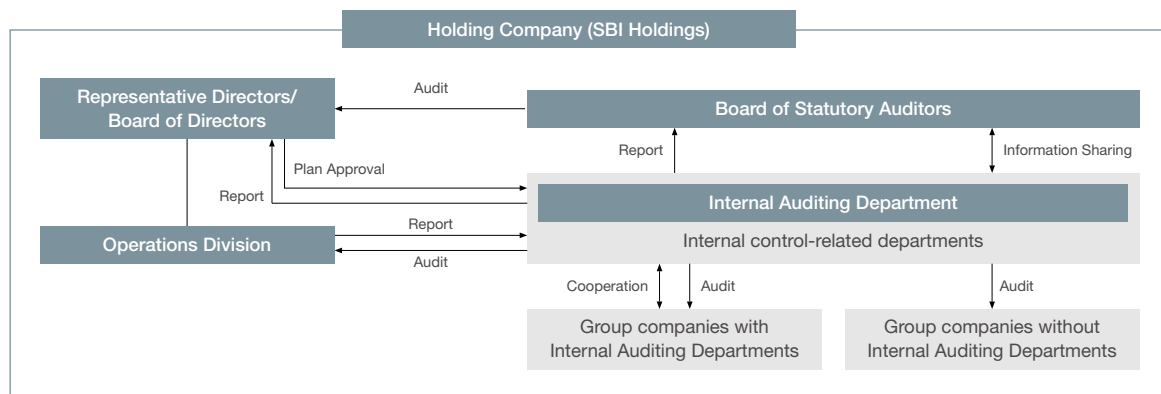 Holding Company (SBI Holdings)
Representative Directors/
Board of Directors
Audit
Board of Statutory Auditors
Plan Approval
Report
Report
Information Sharing
Internal Auditing Department
Internal control-related departments
Operations Division
Report
Audit
Cooperation
Audit
Audit
Group companies with
Internal Auditing Departments
Group companies without
Internal Auditing Departments